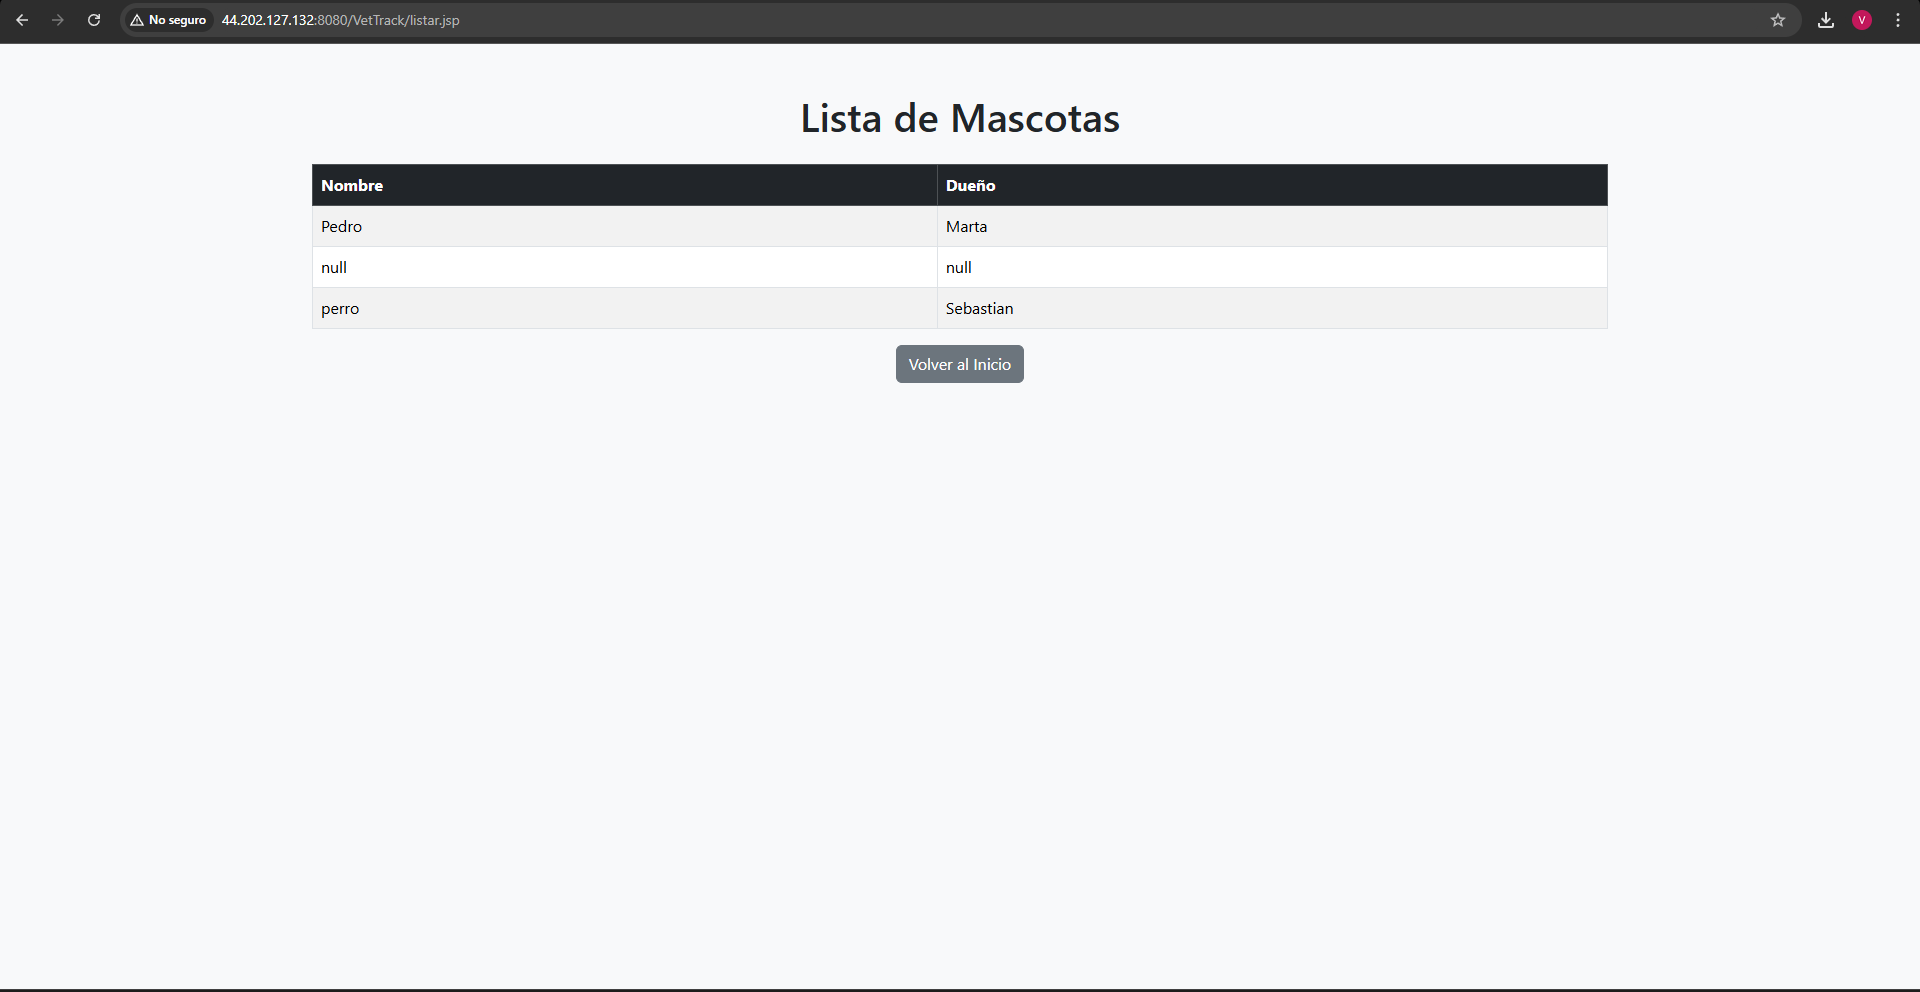 No seguro 44.202.127.132:8080/VetTrack/listar.jsp V
Lista de Mascotas
Nombre Dueño
Pedro Marta
null null
perro Sebastian
Volver al Inicio